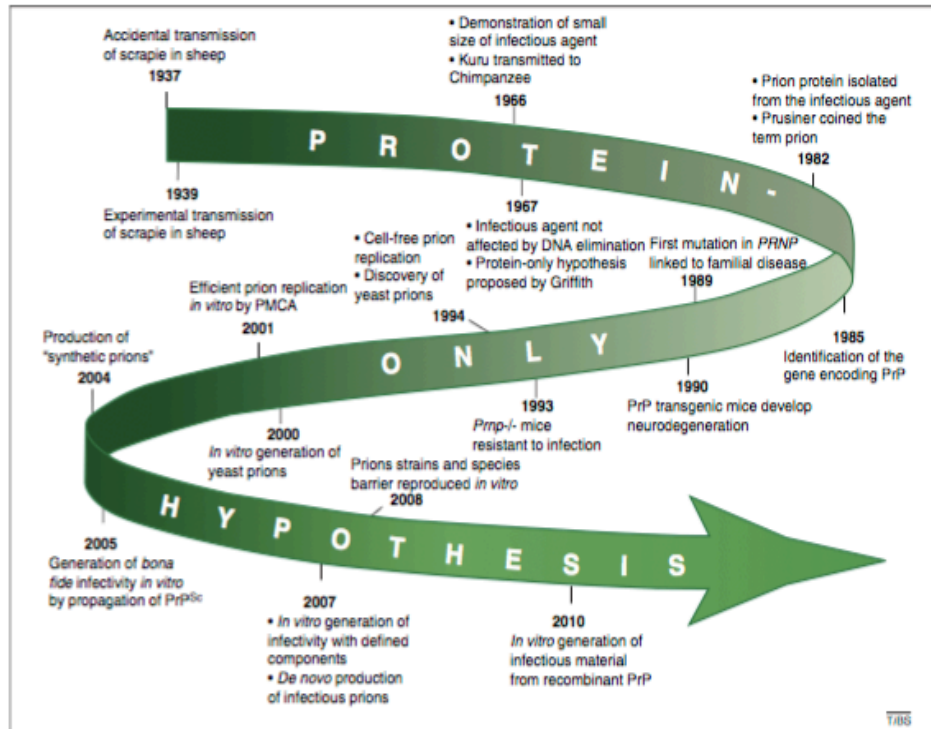 Accidental transmission
of scrapie in sheep
1937
• Demonstration of small
size of infectious agent
• Kuru transmitted to
Chimpanzee
1966
• Prion protein isolated
from the infectious agent
• Prusiner coined the
term prion
1982
PROTEIN-
1939
Experimental transmission
of scrapie in sheep
1967
• Infectious agent not
affected by DNA elimination
• Protein-only hypothesis
proposed by Griffith
• Cell-free prion
replication
• Discovery of
yeast prions
1994
First mutation in PRNP
linked to familial disease
1989
Efficient prion replication
in vitro by PMCA
2001
Production of
"synthetic prions"
2004
1985
Identification of the
gene encoding PrP
ONLY
1990
PrP transgenic mice develop
neurodegeneration
1993
Prnp-/- mice
resistant to infection
2000
In vitro generation of
yeast prions
Prions strains and species
barrier reproduced in vitro
2008
HYPOTHESIS
2005
Generation of bona
fide infectivity in vitro
by propagation of PrPSc
2007
• In vitro generation of
infectivity with defined
components
• De novo production
of infectious prions
2010
In vitro generation of
infectious material
from recombinant PrP
TiBS